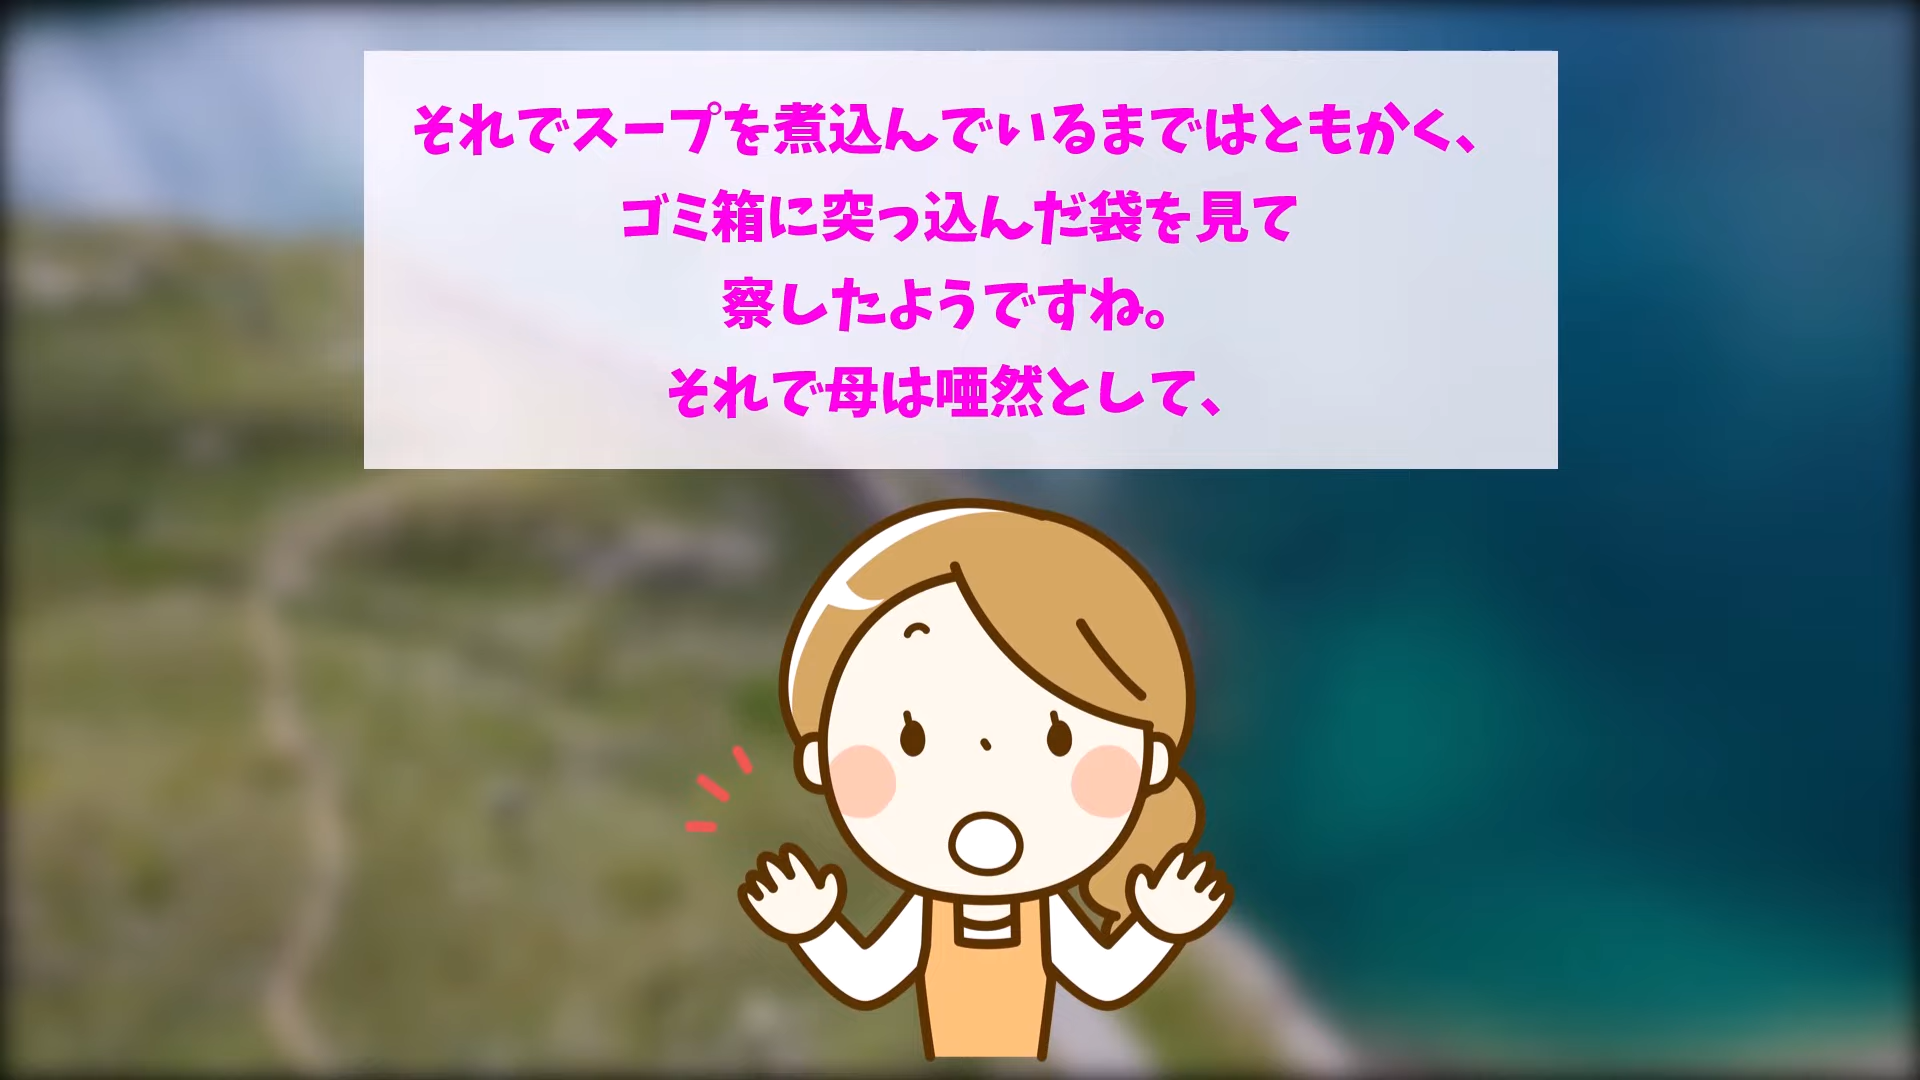 それでスープを煮込んでいるまではともかく、
ゴミ箱に突っ込んだ袋を見て
察したようですね。
それで母は唖然として、